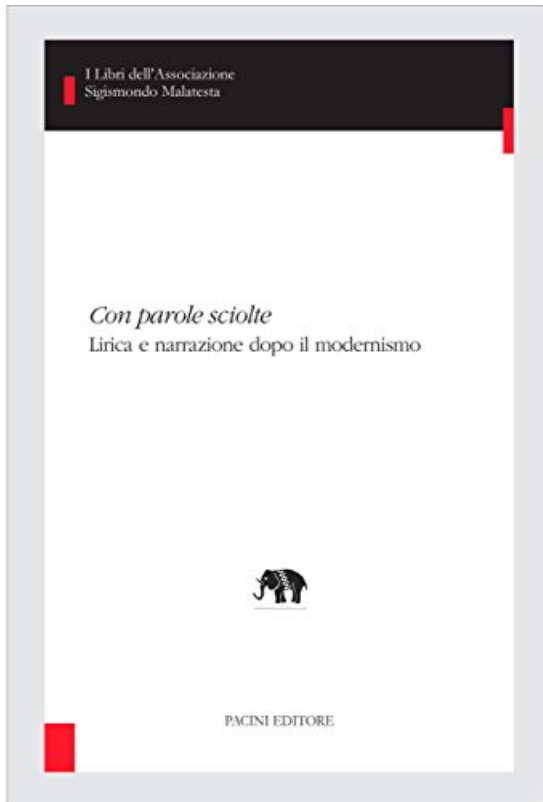 I Libri dell'Associazione
Sigismondo Malatesta
Con parole sciolte
Lirica e narrazione dopo il modernismo
PACINI EDITORE